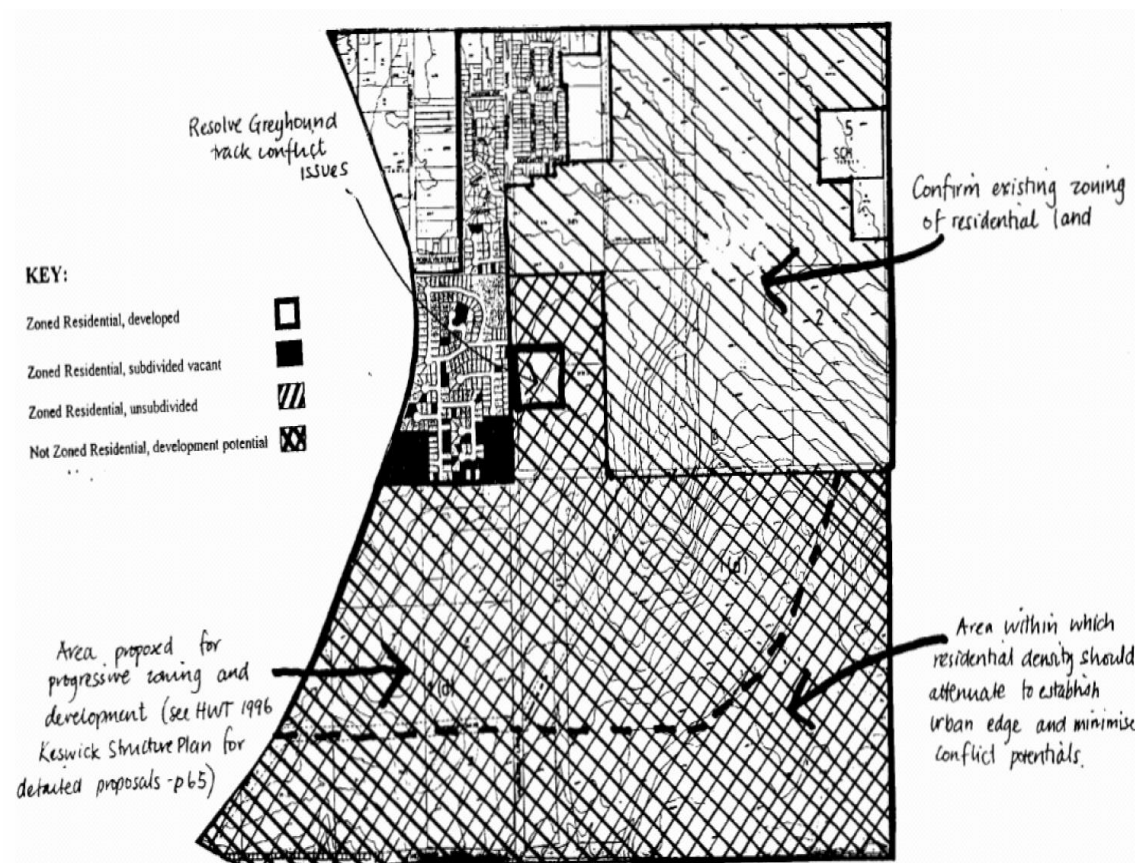 Resolve Greyhound
track conflict
issues
5
SCH
Confirm existing zoning
of residential land
KEY:
Zoned Residential, developed
Zoned Residential, subdivided vacant
Zoned Residential, unsubdivided
Not Zoned Residential, development potential
2
1(d)
Area proposed for
progressive zoning and
development (see HWT 1996
Keswick Structure Plan for
detailed proposals -p65)
1(d)
Area within which
residential density should
attenuate to establish
urban edge and minimise
conflict potentials.